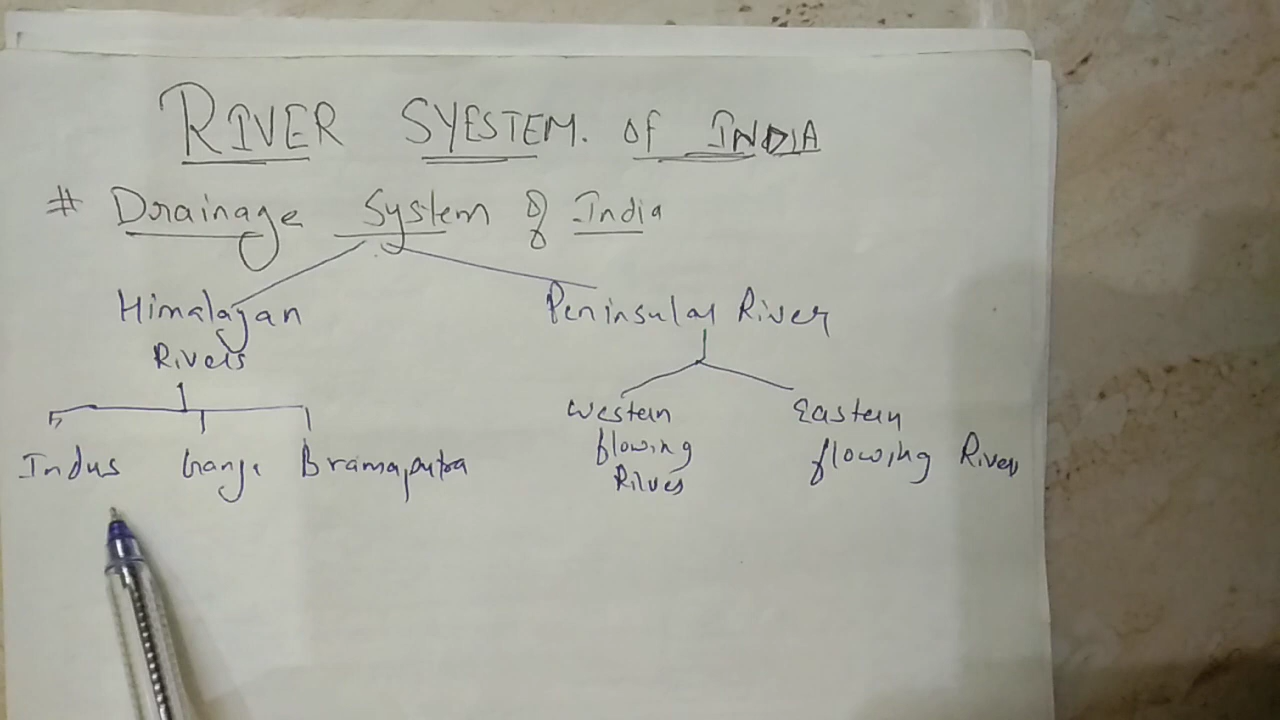 RIVER SYESTEM. OF INDIA
# Drainage System of India
Himalayan Rivers
Peninsular River
Indus Ganga Bramaputra
Western flowing Rilves
Eastern flowing River